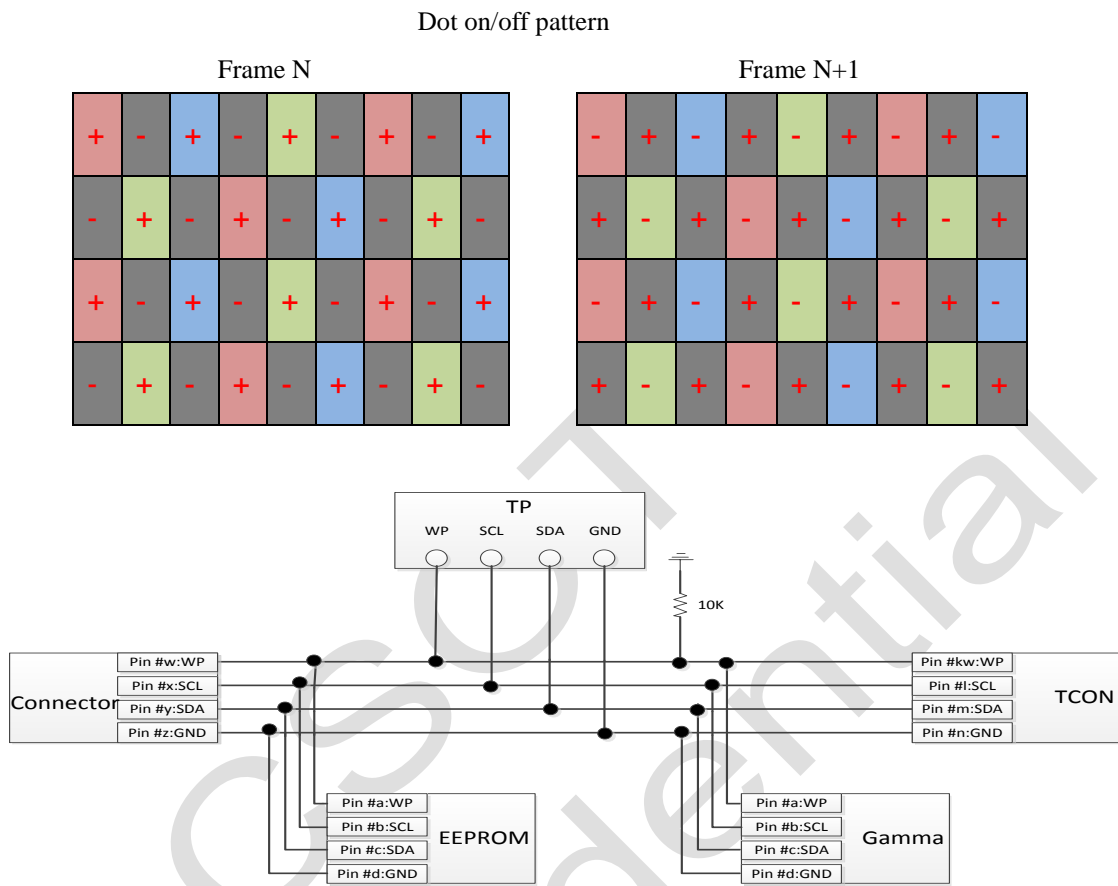 Dot on/off pattern
Frame N
Frame N+1
+ - + - + - + - +
- + - + - + - + -
+ - + - + - + - +
- + - + - + - + -
- + - + - + - + -
+ - + - + - + - +
- + - + - + - + -
+ - + - + - + - +
TP
WP SCL SDA GND
10K
Connector
Pin #w:WP
Pin #x:SCL
Pin #y:SDA
Pin #z:GND
Pin #kw:WP
Pin #l:SCL
Pin #m:SDA
Pin #n:GND
TCON
Pin #a:WP
Pin #b:SCL
Pin #c:SDA
Pin #d:GND
EEPROM
Pin #a:WP
Pin #b:SCL
Pin #c:SDA
Pin #d:GND
Gamma
CSOT
dential